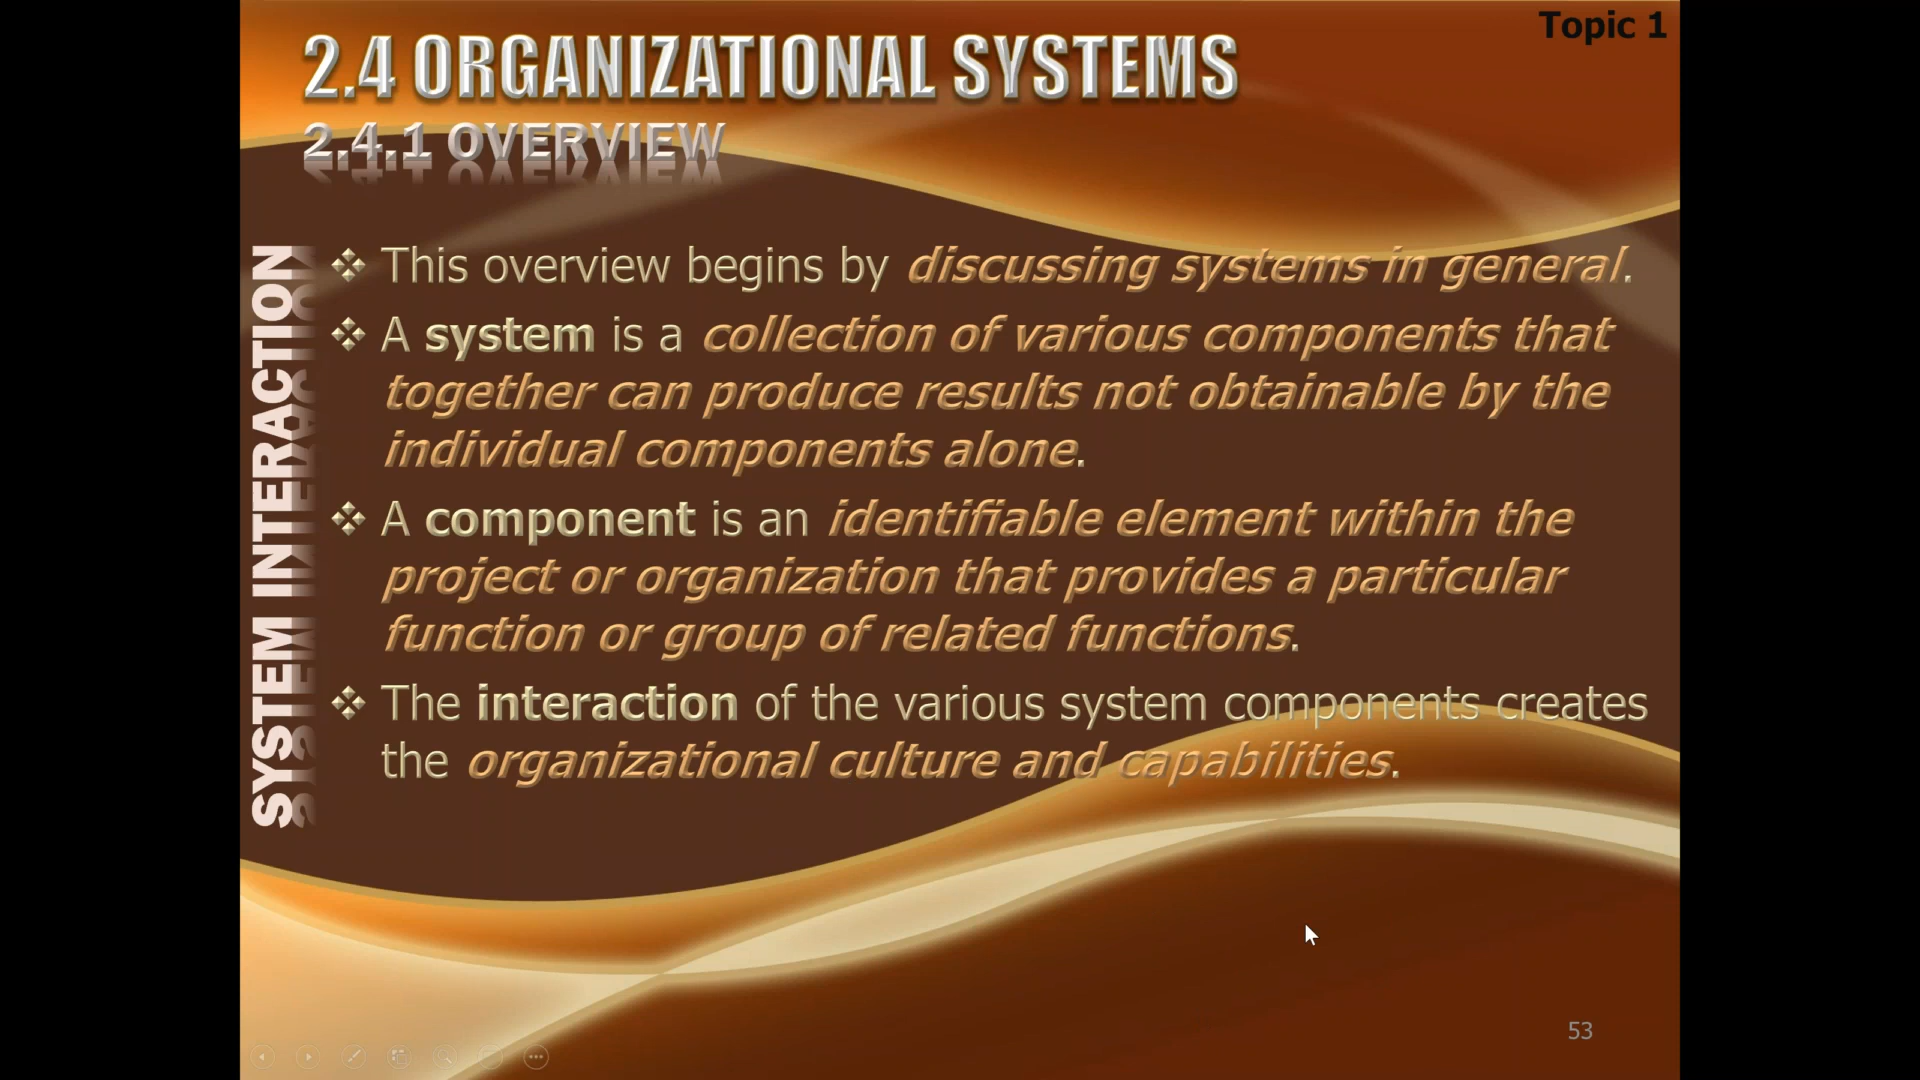 Topic 1
2.4 ORGANIZATIONAL SYSTEMS
2.4.1 OVERVIEW
SYSTEM INTERACTION
❖ This overview begins by discussing systems in general.
❖ A system is a collection of various components that
together can produce results not obtainable by the
individual components alone.
❖ A component is an identifiable element within the
project or organization that provides a particular
function or group of related functions.
❖ The interaction of the various system components creates
the organizational culture and capabilities.
53